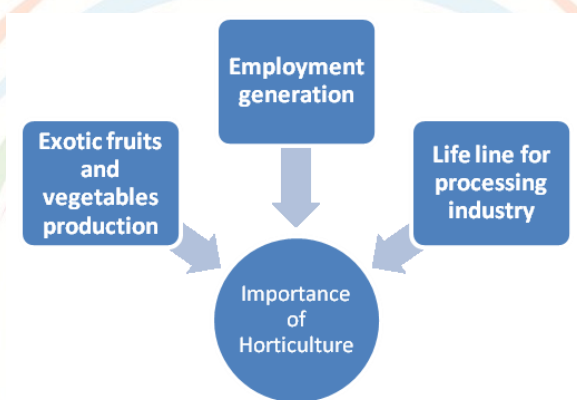 Employment
generation
Exotic fruits
and
vegetables
production
Life line for
processing
industry
Importance
of
Horticulture